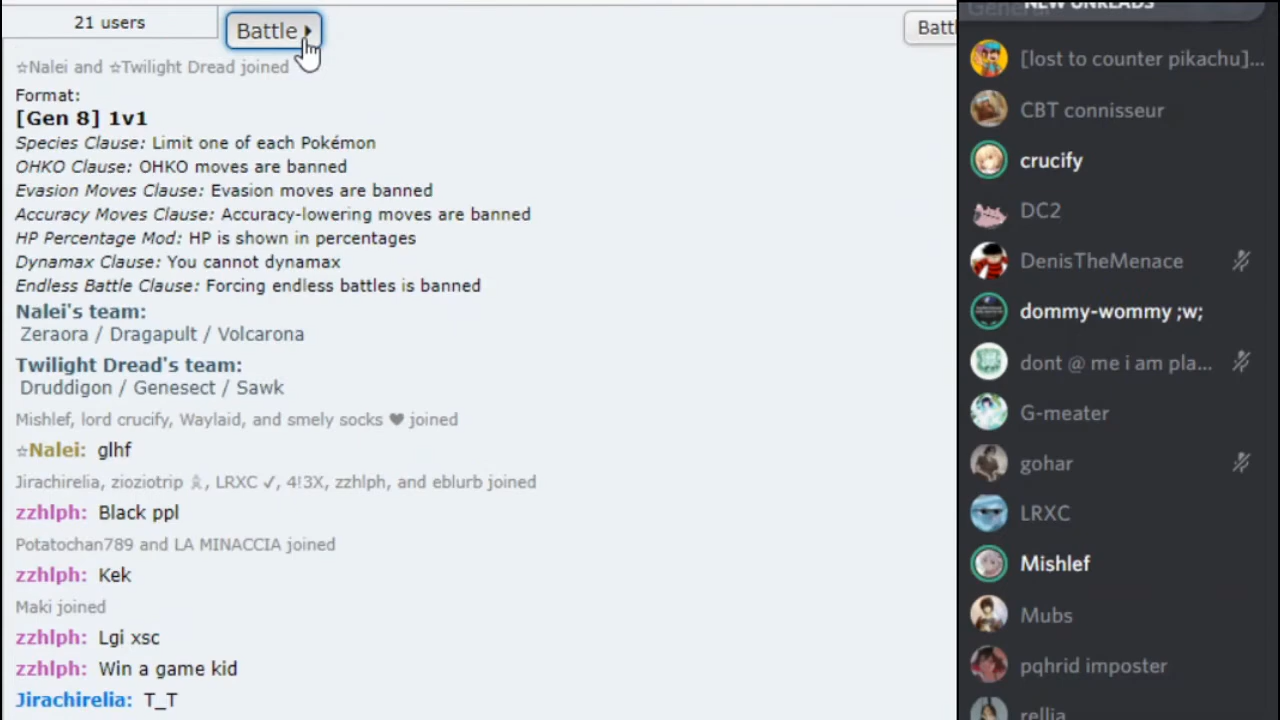 21 users
Battle
☆Nalei and ☆Twilight Dread joined
Format:
[Gen 8] 1v1
Species Clause: Limit one of each Pokémon
OHKO Clause: OHKO moves are banned
Evasion Moves Clause: Evasion moves are banned
Accuracy Moves Clause: Accuracy-lowering moves are banned
HP Percentage Mod: HP is shown in percentages
Dynamax Clause: You cannot dynamax
Endless Battle Clause: Forcing endless battles is banned
Nalei's team:
Zeraora / Dragapult / Volcarona
Twilight Dread's team:
Druddigon / Genesect / Sawk
Mishlef, lord crucify, Waylaid, and smely socks ♥ joined
☆Nalei: glhf
Jirachirelia, zioziotrip 🎗, LRXC ✓, 4!3X, zzhlph, and eblurb joined
zzhlph: Black ppl
Potatochan789 and LA MINACCIA joined
zzhlph: Kek
Maki joined
zzhlph: Lgi xsc
zzhlph: Win a game kid
Jirachirelia: T_T
Battl
General
NEW UNREADS
[lost to counter pikachu]...
CBT connisseur
crucify
DC2
DenisTheMenace
dommy-wommy ;w;
dont @ me i am pla...
G-meater
gohar
LRXC
Mishlef
Mubs
pqhrid imposter
rellia